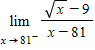 lim x→81⁻ (√x − 9)/(x − 81)